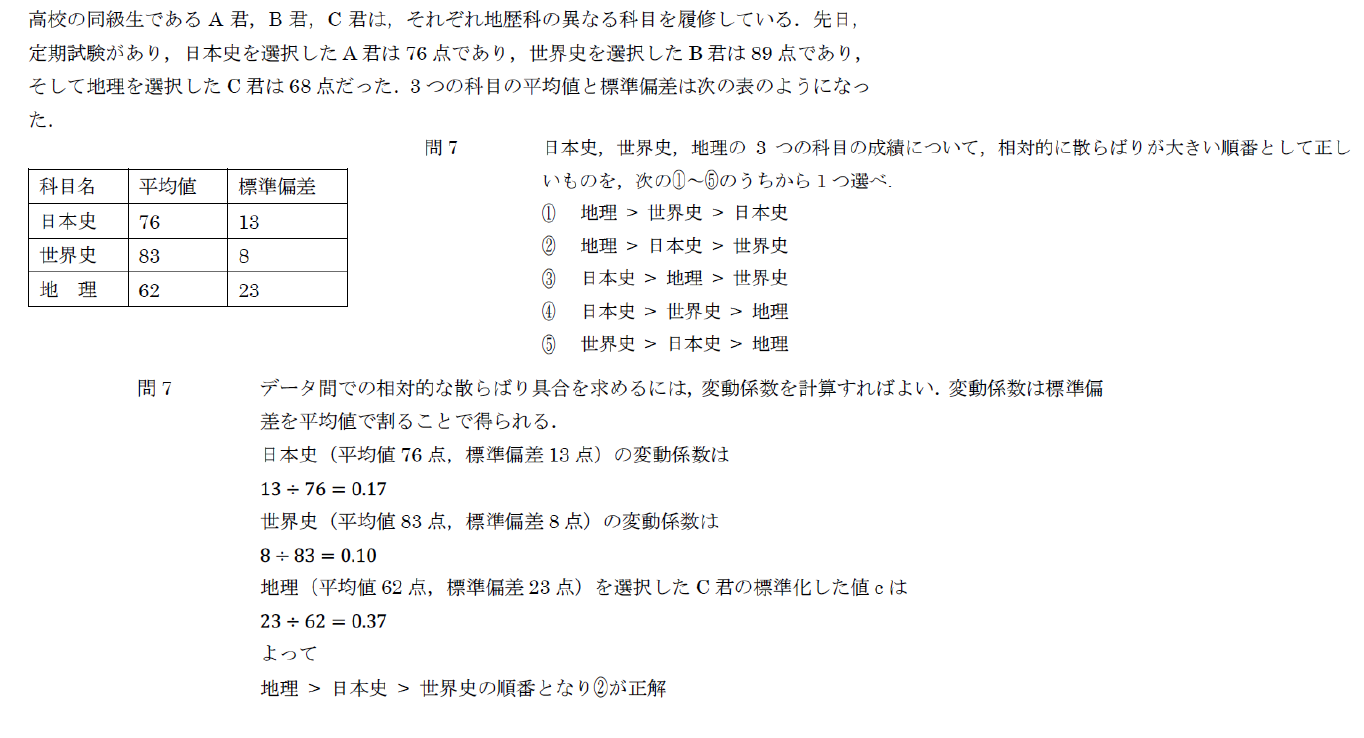 高校の同級生である A 君，B 君，C 君は，それぞれ地歴科の異なる科目を履修している．先日，
定期試験があり，日本史を選択した A 君は 76 点であり，世界史を選択した B 君は 89 点であり，
そして地理を選択した C 君は 68 点だった．3 つの科目の平均値と標準偏差は次の表のようになっ
た．
科目名 平均値 標準偏差
日本史 76 13
世界史 83 8
地　理 62 23
問 7 日本史，世界史，地理の 3 つの科目の成績について，相対的に散らばりが大きい順番として正し
いものを，次の①～⑤のうちから 1 つ選べ.
① 地理 > 世界史 > 日本史
② 地理 > 日本史 > 世界史
③ 日本史 > 地理 > 世界史
④ 日本史 > 世界史 > 地理
⑤ 世界史 > 日本史 > 地理
問 7 データ間での相対的な散らばり具合を求めるには，変動係数を計算すればよい．変動係数は標準偏
差を平均値で割ることで得られる．
日本史（平均値 76 点，標準偏差 13 点）の変動係数は
13 ÷ 76 = 0.17
世界史（平均値 83 点，標準偏差 8 点）の変動係数は
8 ÷ 83 = 0.10
地理（平均値 62 点，標準偏差 23 点）を選択した C 君の標準化した値 c は
23 ÷ 62 = 0.37
よって
地理 > 日本史 > 世界史の順番となり②が正解